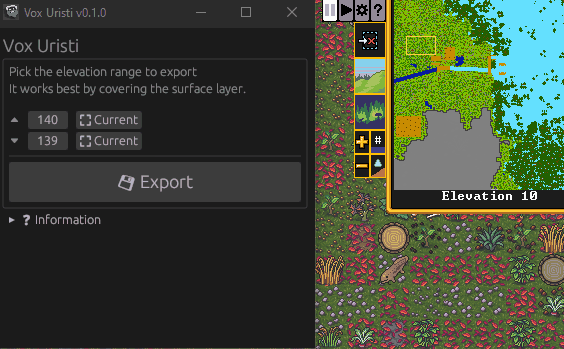 Vox Uristi v0.1.0
Vox Uristi
Pick the elevation range to export
It works best by covering the surface layer.
140 Current
139 Current
Export
? Information
?
#
Elevation 10